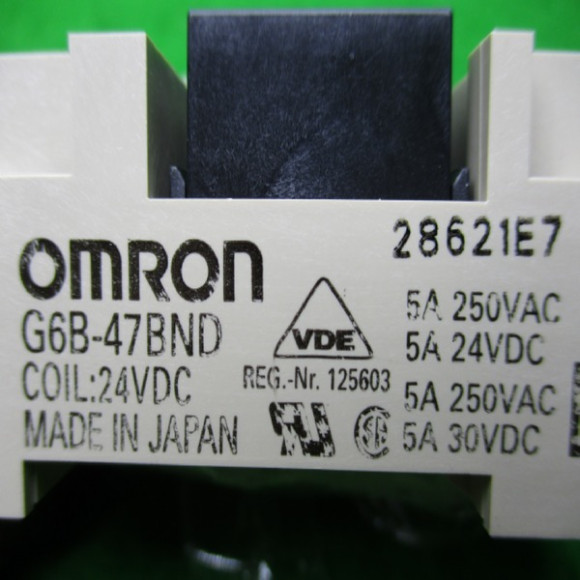 28621E7
OMRON
G6B-47BND
COIL:24VDC
MADE IN JAPAN
VDE
REG.-Nr. 125603
5A 250VAC
5A 24VDC
5A 250VAC
5A 30VDC